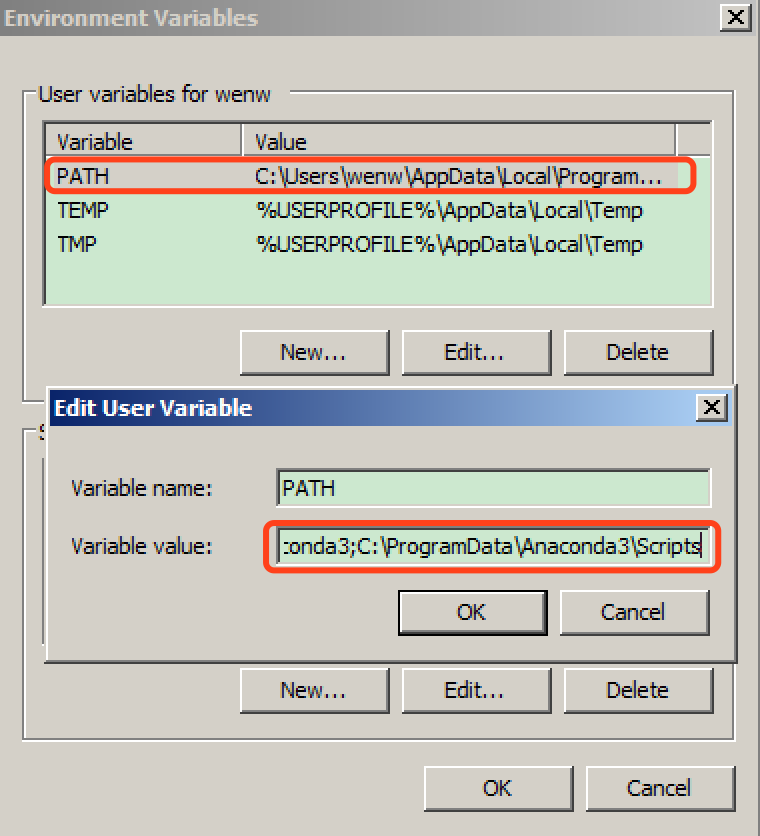 Environment Variables
User variables for wenw
Variable Value
PATH C:\Users\wenw\AppData\Local\Program...
TEMP %USERPROFILE%\AppData\Local\Temp
TMP %USERPROFILE%\AppData\Local\Temp
New... Edit... Delete
Edit User Variable
Variable name: PATH
Variable value: :onda3;C:\ProgramData\Anaconda3\Scripts
OK Cancel
New... Edit... Delete
OK Cancel